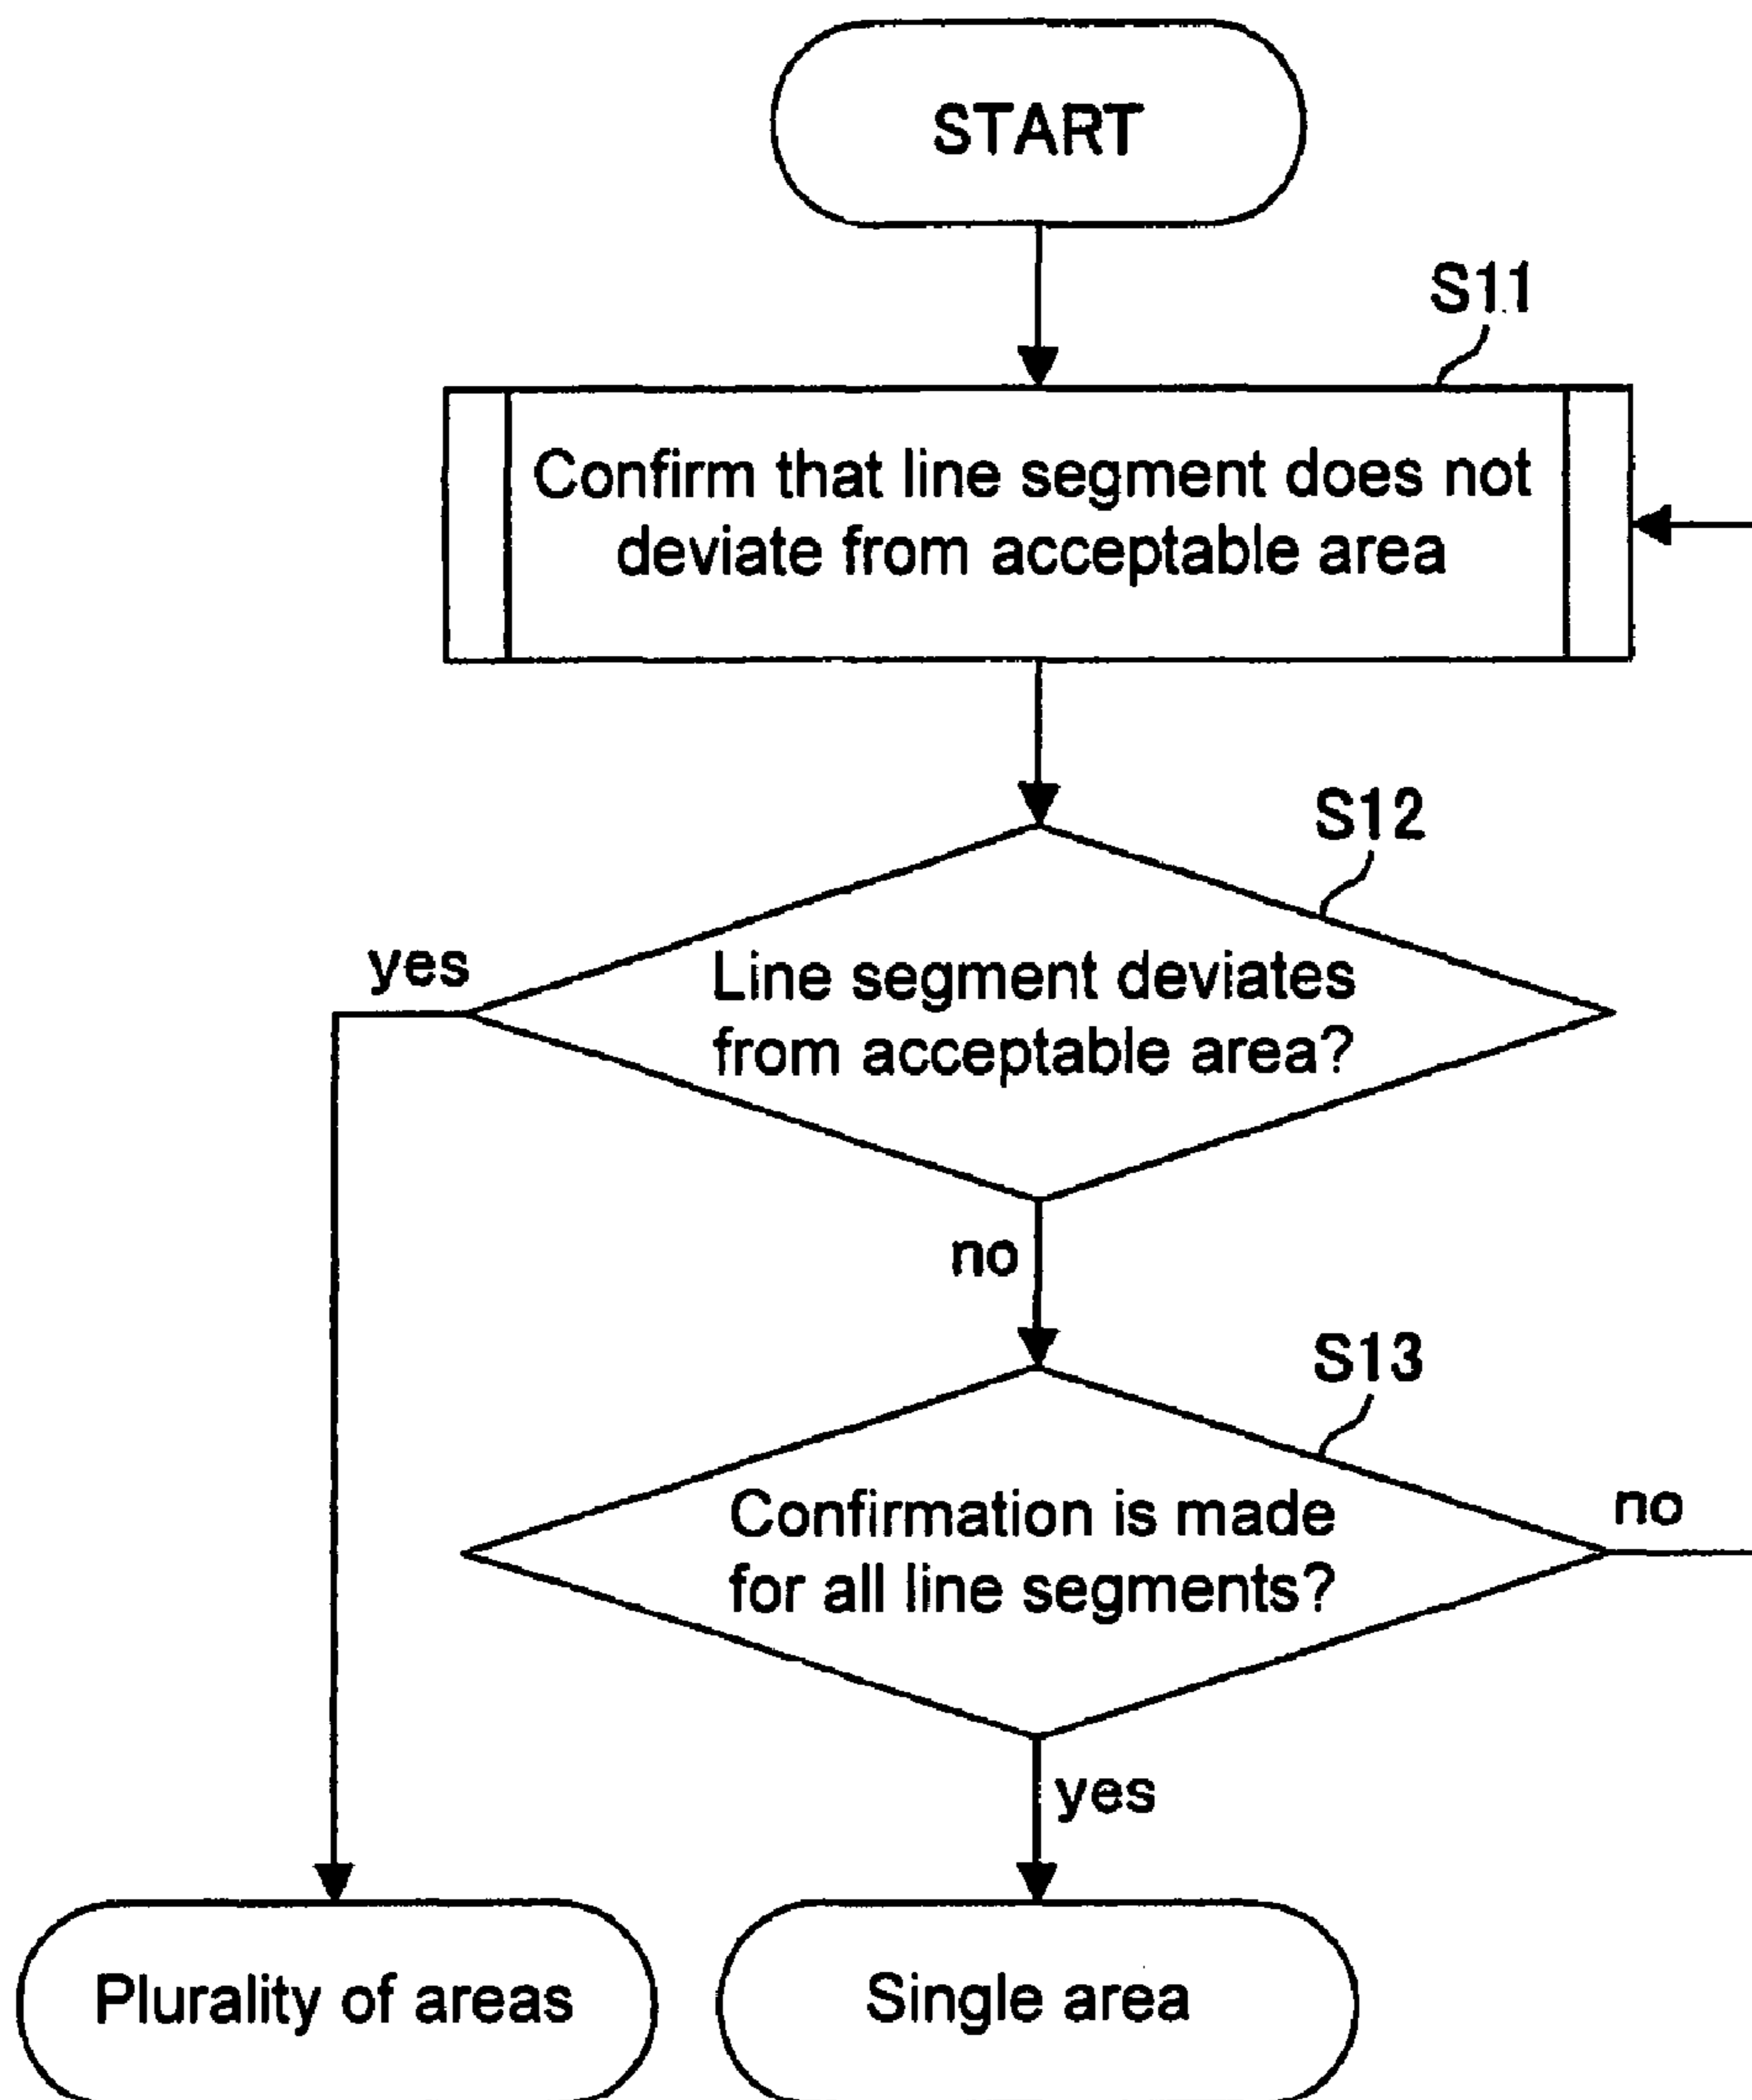 START
S11
Confirm that line segment does not
deviate from acceptable area
S12
yes
Line segment deviates
from acceptable area?
no
S13
Confirmation is made
for all line segments?
no
yes
Plurality of areas
Single area